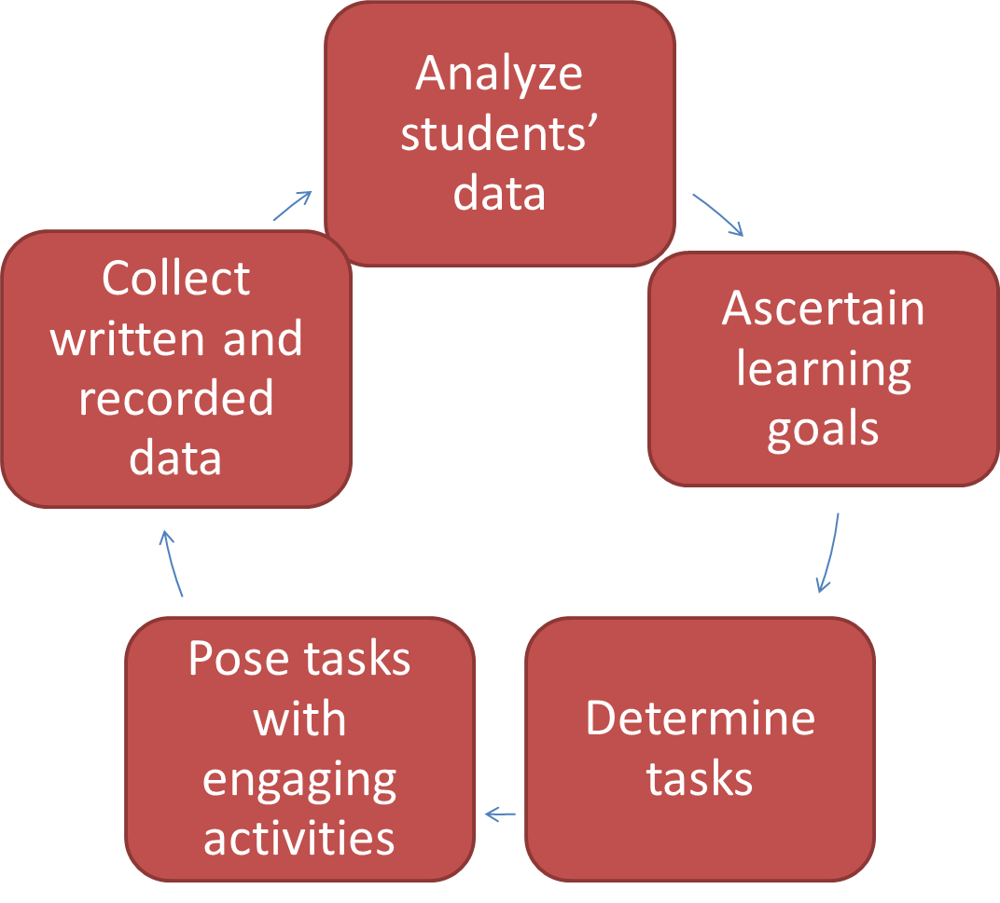 Analyze
students’
data
Ascertain
learning
goals
Determine
tasks
Pose tasks
with
engaging
activities
Collect
written and
recorded
data